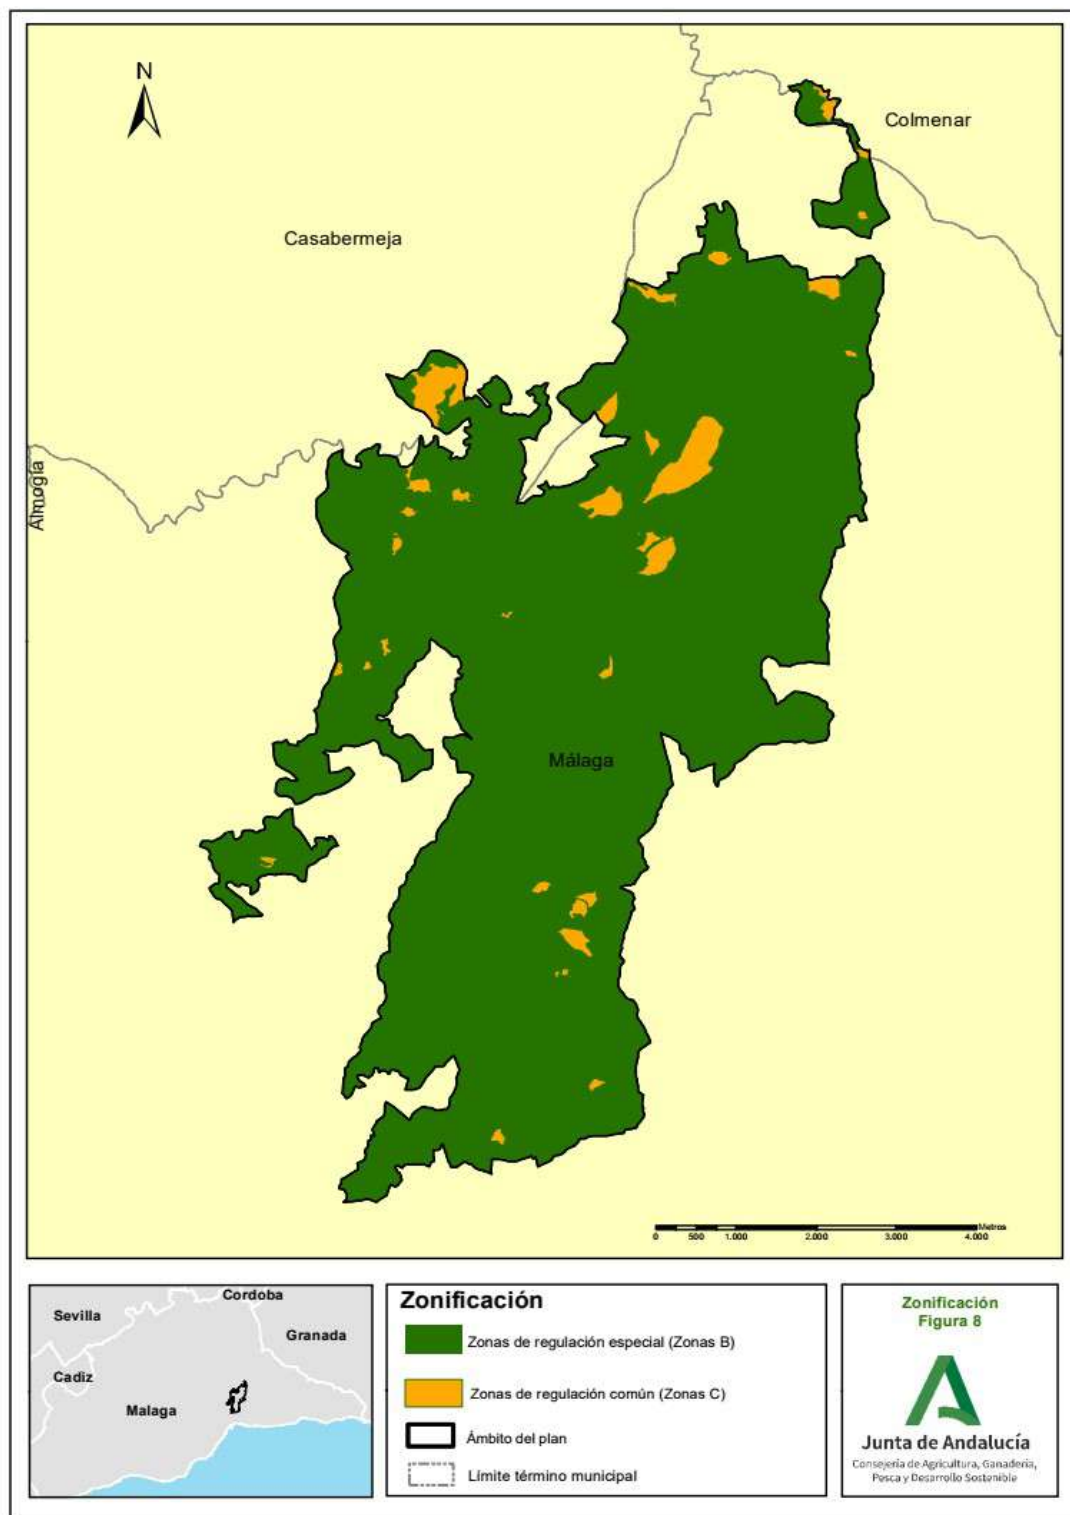 N
Colmenar
Casabermeja
Almogía
Málaga
Metros
0 500 1.000 2.000 3.000 4.000
Sevilla
Cordoba
Granada
Cadiz
Malaga
Zonificación
Zonas de regulación especial (Zonas B)
Zonas de regulación común (Zonas C)
Ámbito del plan
Límite término municipal
Zonificación
Figura 8
Junta de Andalucía
Consejería de Agricultura, Ganadería,
Pesca y Desarrollo Sostenible